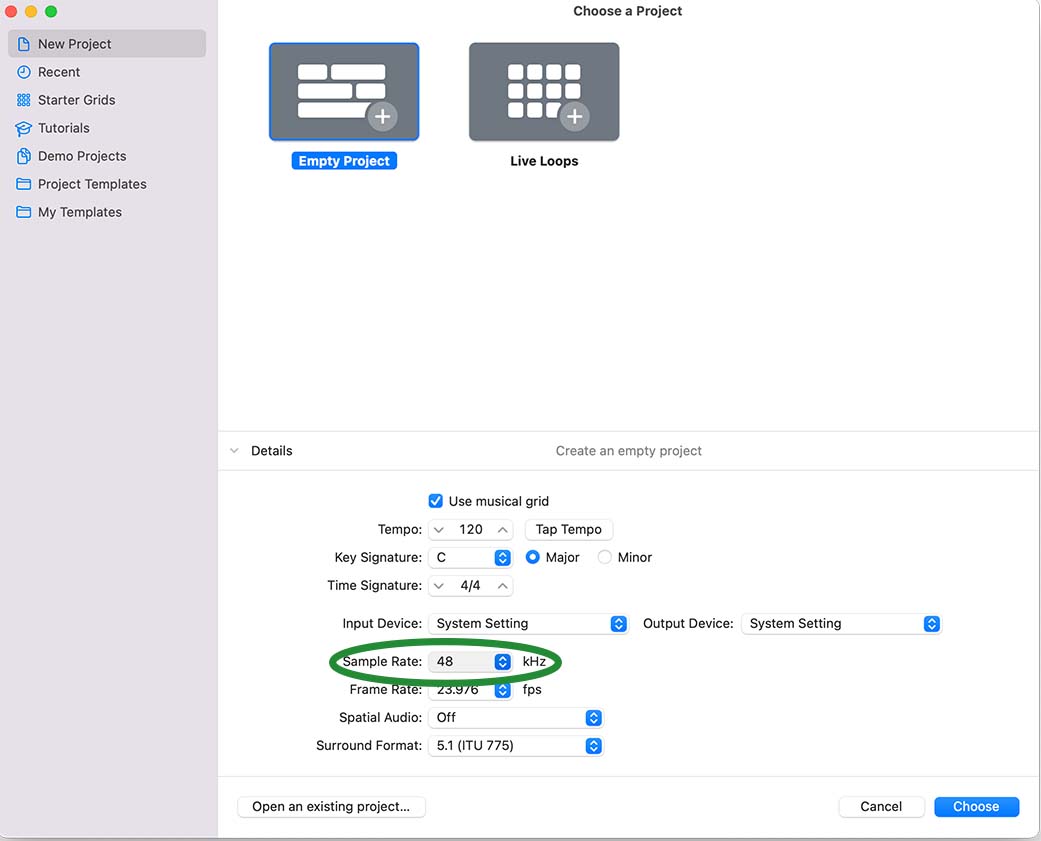 Choose a Project
New Project
Recent
Starter Grids
Tutorials
Demo Projects
Project Templates
My Templates
Empty Project
Live Loops
Details
Create an empty project
Use musical grid
Tempo: 120 Tap Tempo
Key Signature: C Major Minor
Time Signature: 4/4
Input Device: System Setting Output Device: System Setting
Sample Rate: 48 kHz
Frame Rate: 23.976 fps
Spatial Audio: Off
Surround Format: 5.1 (ITU 775)
Open an existing project... Cancel Choose